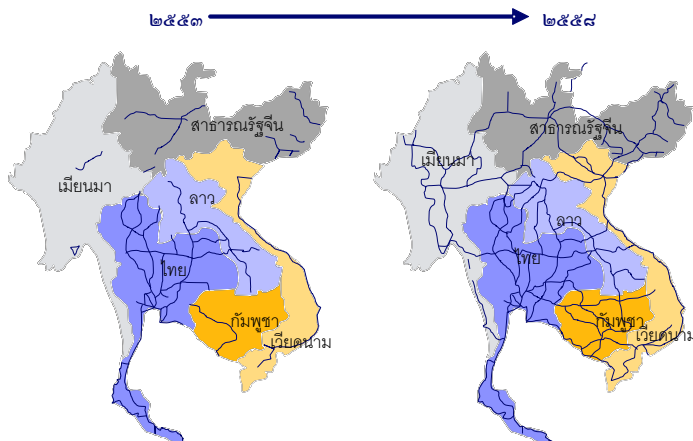 ๒๕๕๓
๒๕๕๘
สาธารณรัฐจีน
เมียนมา
ลาว
ไทย
กัมพูชา
เวียดนาม
สาธารณรัฐจีน
เมียนมา
ลาว
ไทย
กัมพูชา
เวียดนาม